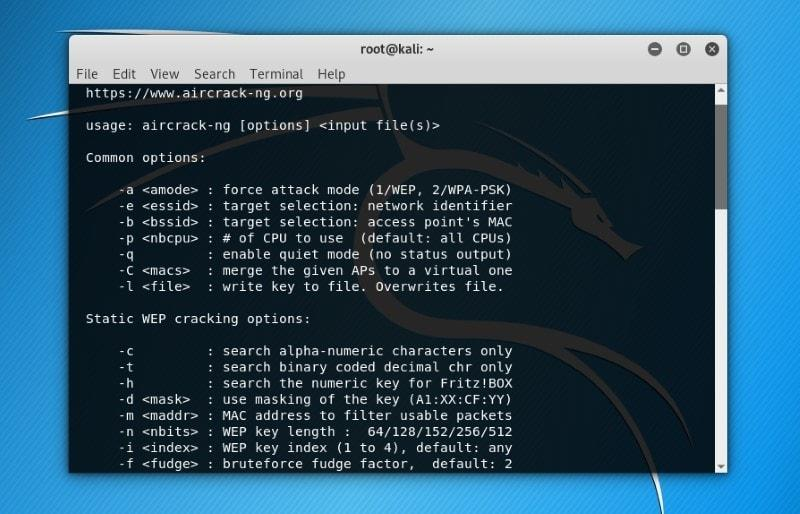 root@kali: ~
File Edit View Search Terminal Help
https://www.aircrack-ng.org
usage: aircrack-ng [options] <input file(s)>
Common options:
-a <amode> : force attack mode (1/WEP, 2/WPA-PSK)
-e <essid> : target selection: network identifier
-b <bssid> : target selection: access point's MAC
-p <nbcpu> : # of CPU to use  (default: all CPUs)
-q         : enable quiet mode (no status output)
-C <macs>  : merge the given APs to a virtual one
-l <file>  : write key to file. Overwrites file.
Static WEP cracking options:
-c         : search alpha-numeric characters only
-t         : search binary coded decimal chr only
-h         : search the numeric key for Fritz!BOX
-d <mask>  : use masking of the key (A1:XX:CF:YY)
-m <maddr> : MAC address to filter usable packets
-n <nbits> : WEP key length :  64/128/152/256/512
-i <index> : WEP key index (1 to 4), default: any
-f <fudge> : bruteforce fudge factor,  default: 2